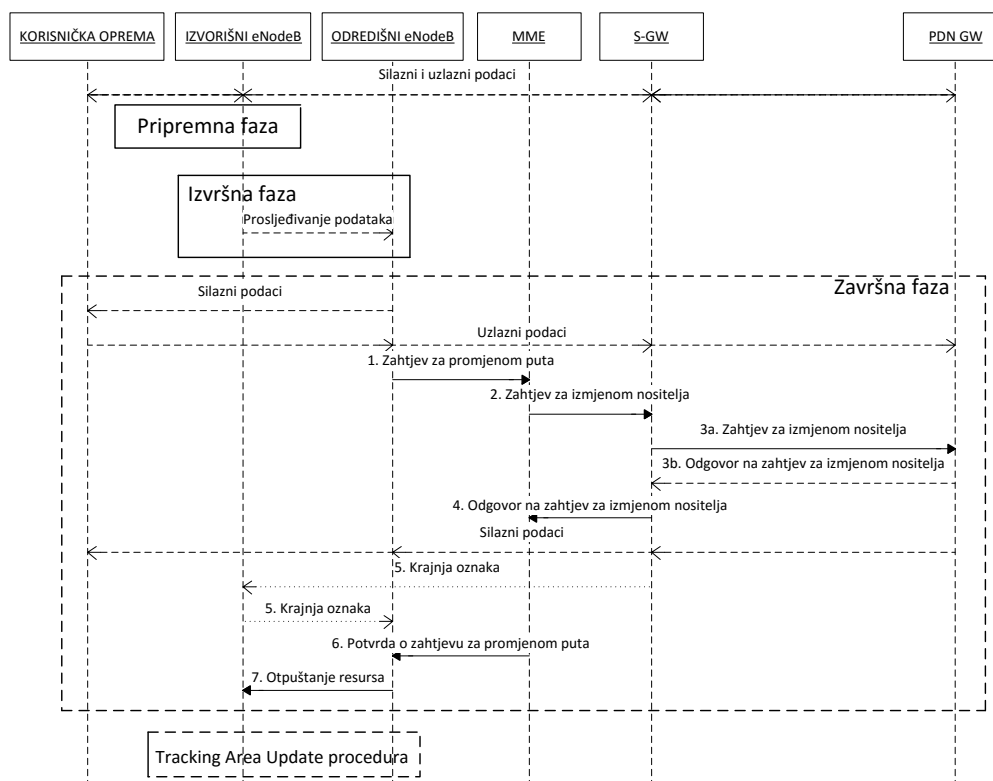 KORISNIČKA OPREMA
IZVORIŠNI eNodeB
ODREDIŠNI eNodeB
MME
S-GW
PDN GW
Silazni i uzlazni podaci
Pripremna faza
Izvršna faza
Prosljeđivanje podataka
Završna faza
Silazni podaci
Uzlazni podaci
1. Zahtjev za promjenom puta
2. Zahtjev za izmjenom nositelja
3a. Zahtjev za izmjenom nositelja
3b. Odgovor na zahtjev za izmjenom nositelja
4. Odgovor na zahtjev za izmjenom nositelja
Silazni podaci
5. Krajnja oznaka
5. Krajnja oznaka
6. Potvrda o zahtjevu za promjenom puta
7. Otpuštanje resursa
Tracking Area Update procedura